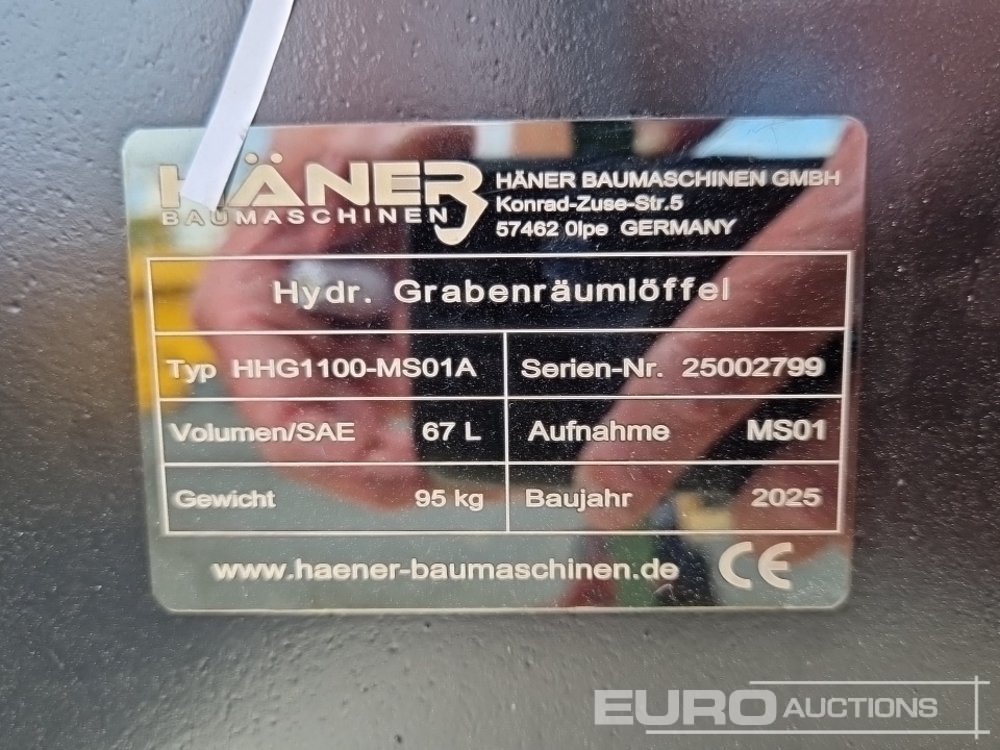 HÄNER
BAUMASCHINEN
HÄNER BAUMASCHINEN GMBH
Konrad-Zuse-Str.5
57462 Olpe GERMANY
Hydr. Grabenräumlöffel
Typ HHG1100-MS01A
Serien-Nr. 25002799
Volumen/SAE 67 L
Aufnahme MS01
Gewicht 95 kg
Baujahr 2025
www.haener-baumaschinen.de CE
EURO AUCTIONS